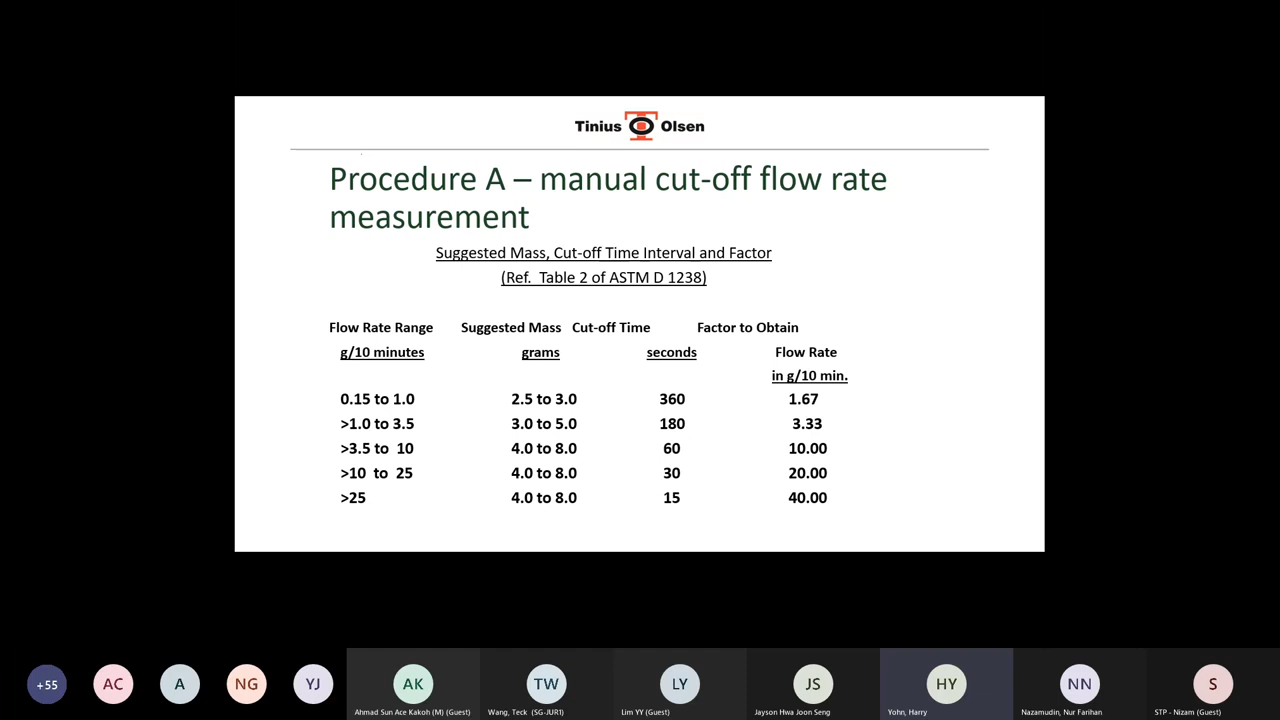 Tinius Olsen
Procedure A – manual cut-off flow rate
measurement
Suggested Mass, Cut-off Time Interval and Factor
(Ref. Table 2 of ASTM D 1238)
Flow Rate Range Suggested Mass Cut-off Time Factor to Obtain
g/10 minutes grams seconds Flow Rate
in g/10 min.
0.15 to 1.0 2.5 to 3.0 360 1.67
>1.0 to 3.5 3.0 to 5.0 180 3.33
>3.5 to 10 4.0 to 8.0 60 10.00
>10 to 25 4.0 to 8.0 30 20.00
>25 4.0 to 8.0 15 40.00
+55 AC A NG YJ AK TW LY JS HY NN S
Ahmad Sun Ace Kakoh (M) (Guest) Wang, Teck (SG-JUR1) Lim YY (Guest) Jayson Hwa Joon Seng Yohn, Harry Nazamudin, Nur Farihan STP - Nizam (Guest)